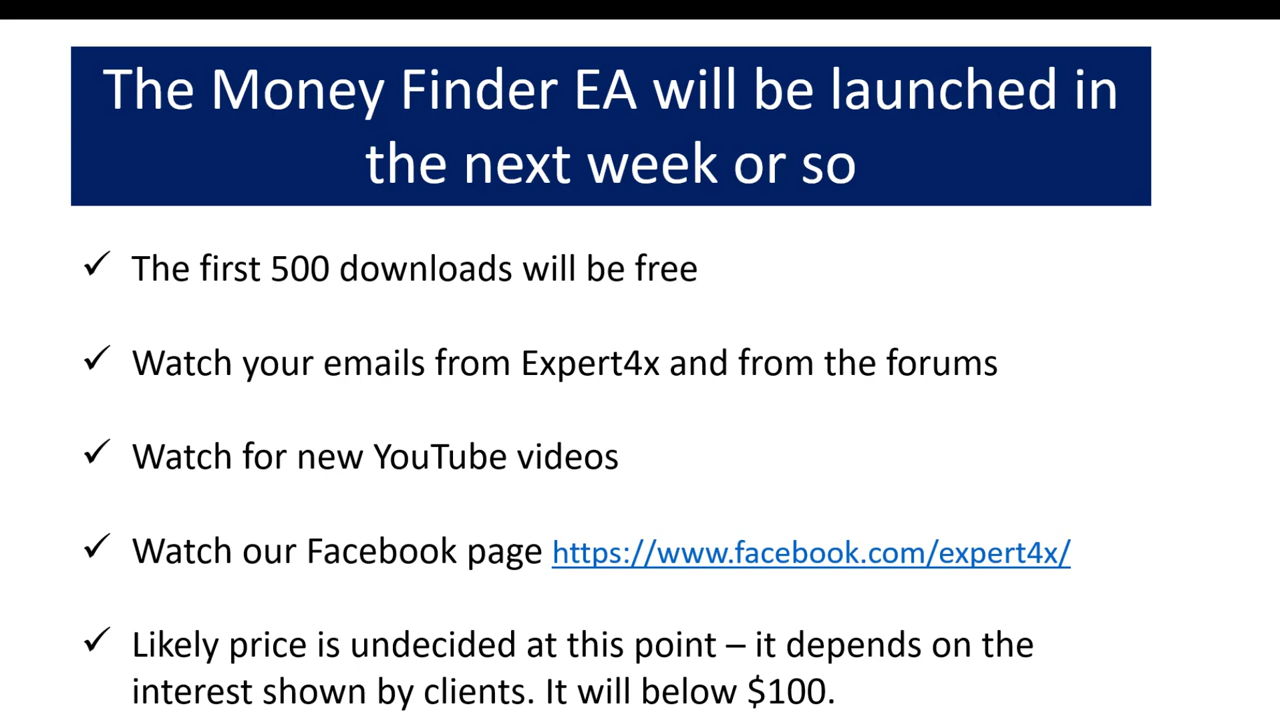 The Money Finder EA will be launched in
the next week or so
✓ The first 500 downloads will be free
✓ Watch your emails from Expert4x and from the forums
✓ Watch for new YouTube videos
✓ Watch our Facebook page https://www.facebook.com/expert4x/
✓ Likely price is undecided at this point – it depends on the
interest shown by clients. It will below $100.